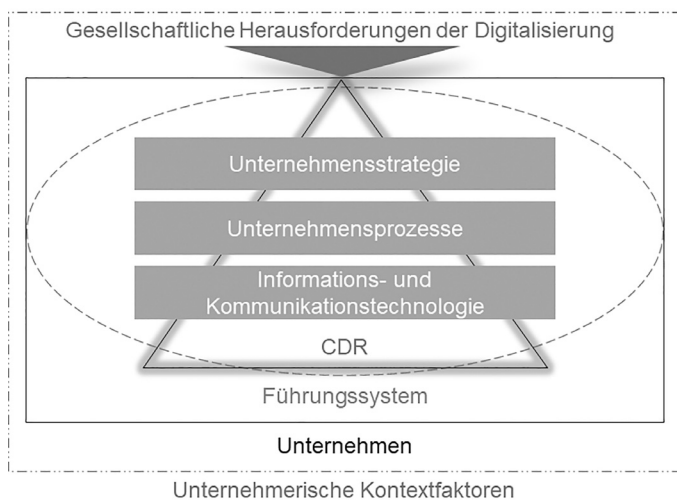 Gesellschaftliche Herausforderungen der Digitalisierung
Unternehmensstrategie
Unternehmensprozesse
Informations- und
Kommunikationstechnologie
CDR
Führungssystem
Unternehmen
Unternehmerische Kontextfaktoren